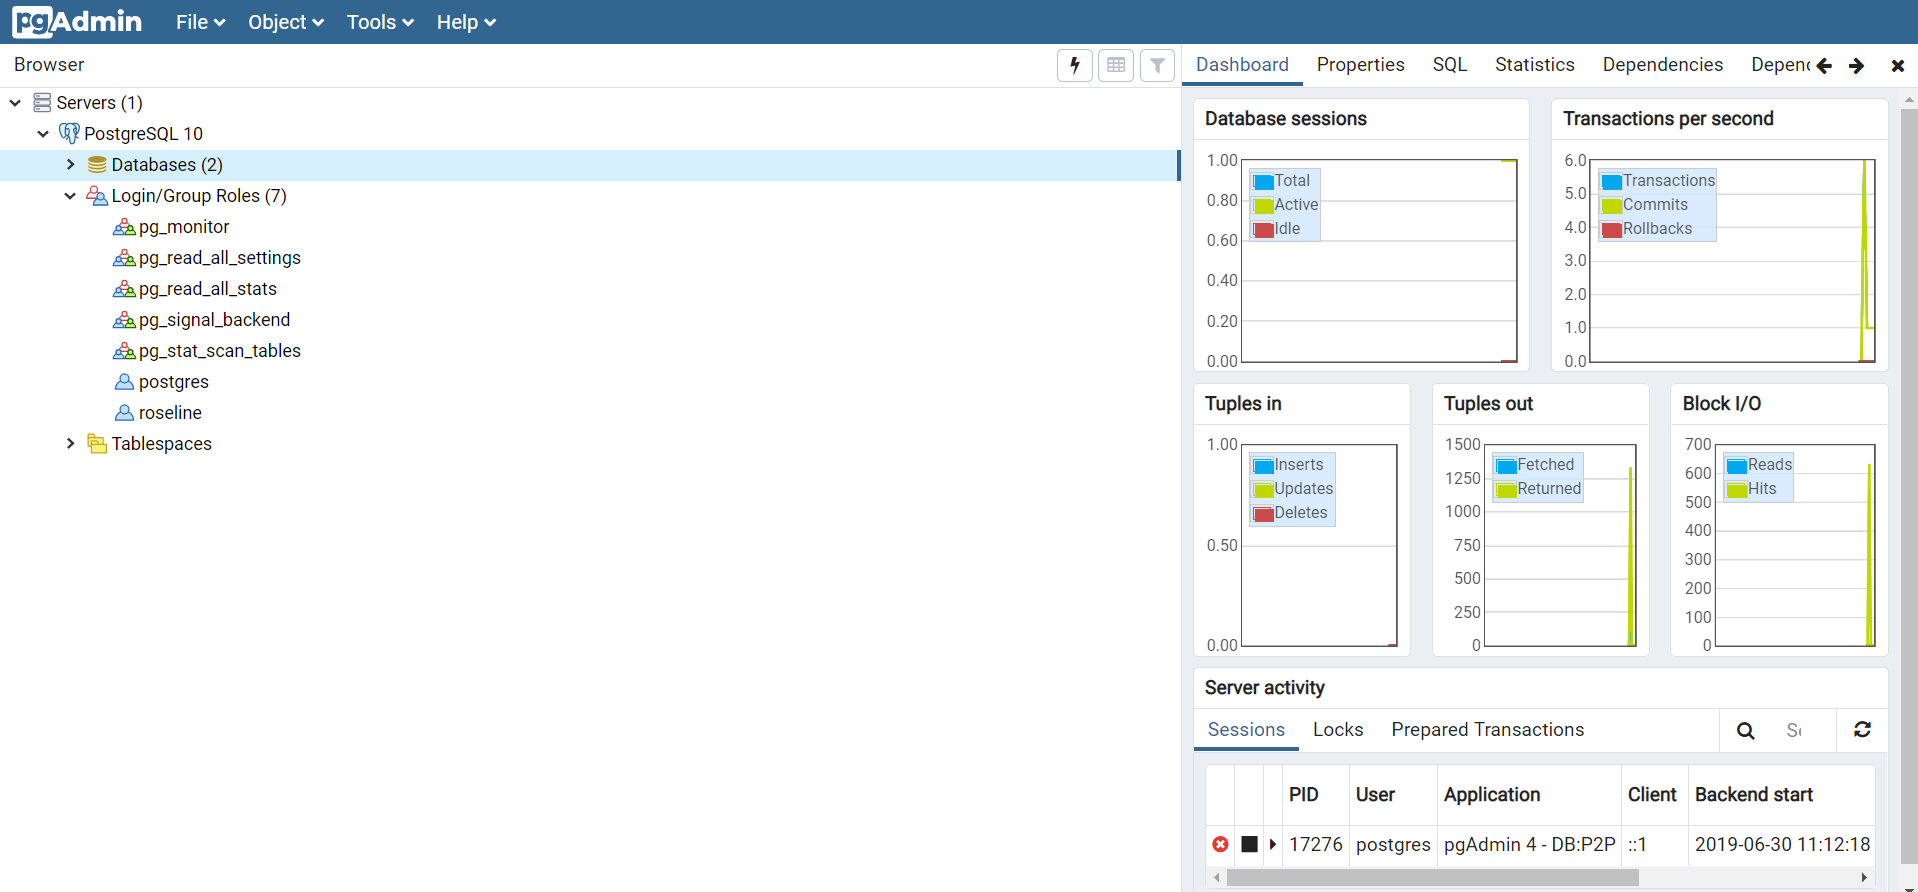 pgAdmin File Object Tools Help
Browser
Servers (1)
PostgreSQL 10
Databases (2)
Login/Group Roles (7)
pg_monitor
pg_read_all_settings
pg_read_all_stats
pg_signal_backend
pg_stat_scan_tables
postgres
roseline
Tablespaces
Dashboard Properties SQL Statistics Dependencies Depen
Database sessions
1.00
0.80
0.60
0.40
0.20
0.00
Total
Active
Idle
Transactions per second
6.0
5.0
4.0
3.0
2.0
1.0
0.0
Transactions
Commits
Rollbacks
Tuples in
1.00
0.50
0.00
Inserts
Updates
Deletes
Tuples out
1500
1250
1000
750
500
250
0
Fetched
Returned
Block I/O
700
600
500
400
300
200
100
0
Reads
Hits
Server activity
Sessions Locks Prepared Transactions
PID User Application Client Backend start
17276 postgres pgAdmin 4 - DB:P2P ::1 2019-06-30 11:12:18